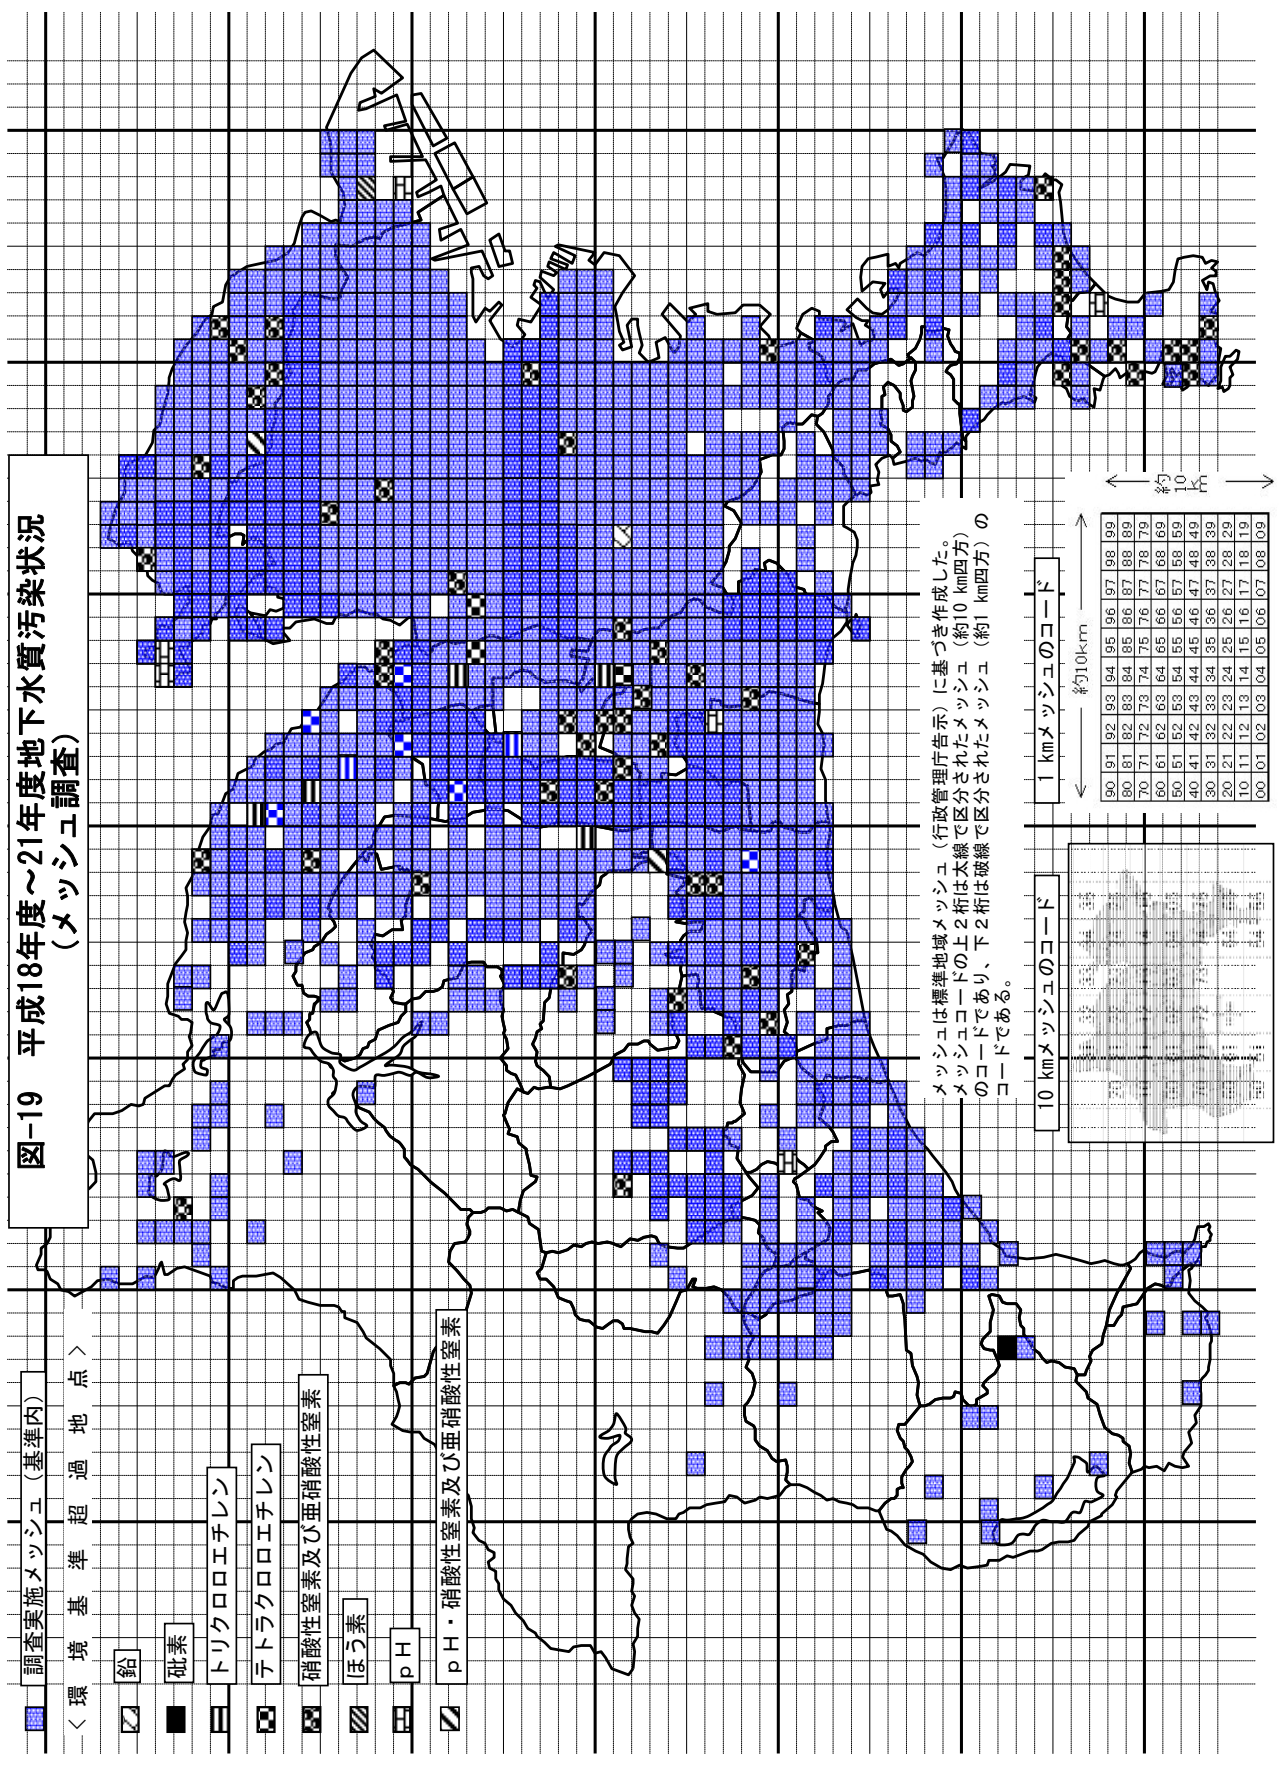 図-19　平成18年度～21年度地下水質汚染状況
（メッシュ調査）
調査実施メッシュ（基準内）
＜環境基準超過地点＞
鉛
砒素
トリクロロエチレン
テトラクロロエチレン
硝酸性窒素及び亜硝酸性窒素
ほう素
ｐＨ
ｐＨ・硝酸性窒素及び亜硝酸性窒素
メッシュは標準地域メッシュ（行政管理庁告示）に基づき作成した。
メッシュコードの上２桁は太線で区分されたメッシュ（約10㎞四方）
のコードであり、下２桁は破線で区分されたメッシュ（約1㎞四方）の
コードである。
10㎞メッシュのコード
1㎞メッシュのコード
約10km
約10km
90 91 92 93 94 95 96 97 98 99
80 81 82 83 84 85 86 87 88 89
70 71 72 73 74 75 76 77 78 79
60 61 62 63 64 65 66 67 68 69
50 51 52 53 54 55 56 57 58 59
40 41 42 43 44 45 46 47 48 49
30 31 32 33 34 35 36 37 38 39
20 21 22 23 24 25 26 27 28 29
10 11 12 13 14 15 16 17 18 19
00 01 02 03 04 05 06 07 08 09